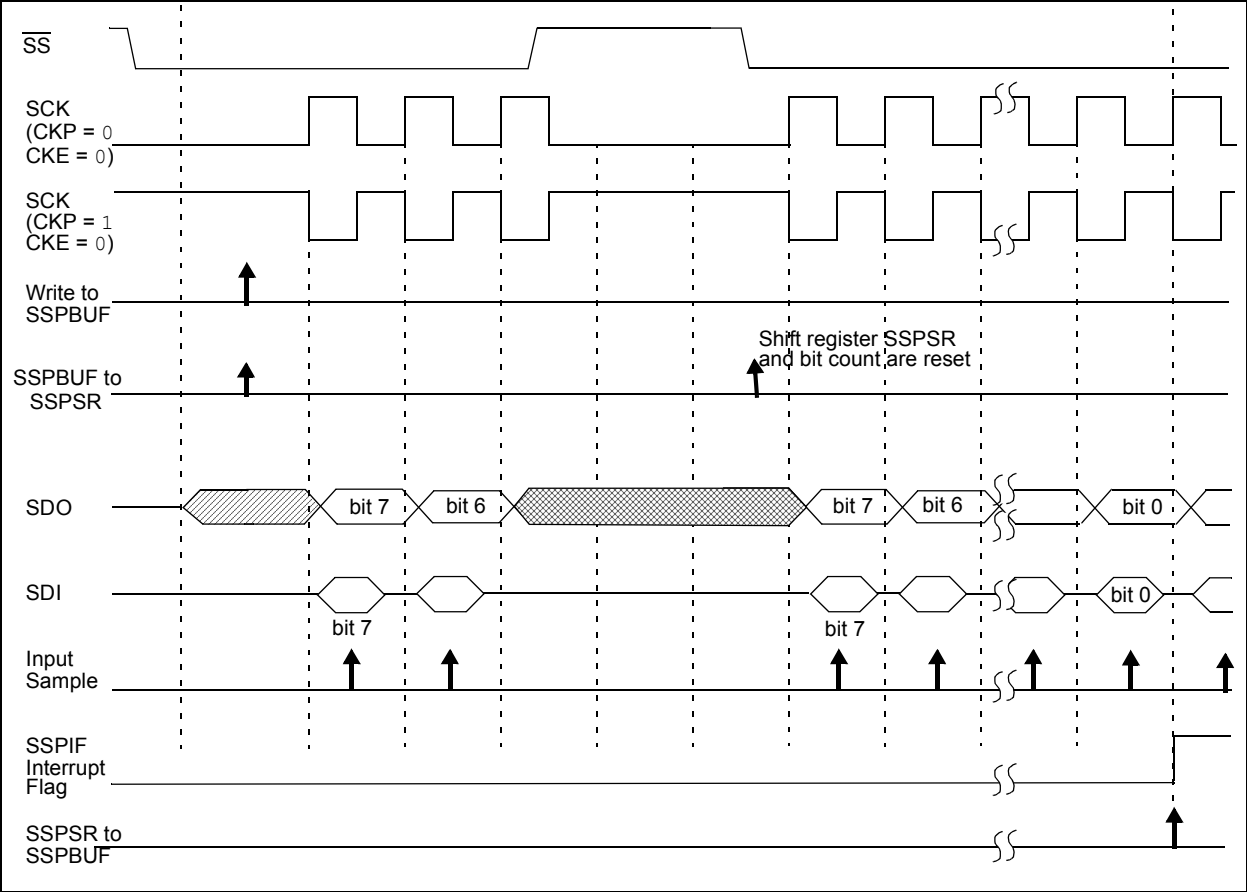 SS
SCK
(CKP = 0
CKE = 0)
SCK
(CKP = 1
CKE = 0)
Write to
SSPBUF
Shift register SSPSR
and bit count are reset
SSPBUF to
SSPSR
SDO
bit 7
bit 6
bit 7
bit 6
bit 0
SDI
bit 0
bit 7
bit 7
Input
Sample
SSPIF
Interrupt
Flag
SSPSR to
SSPBUF